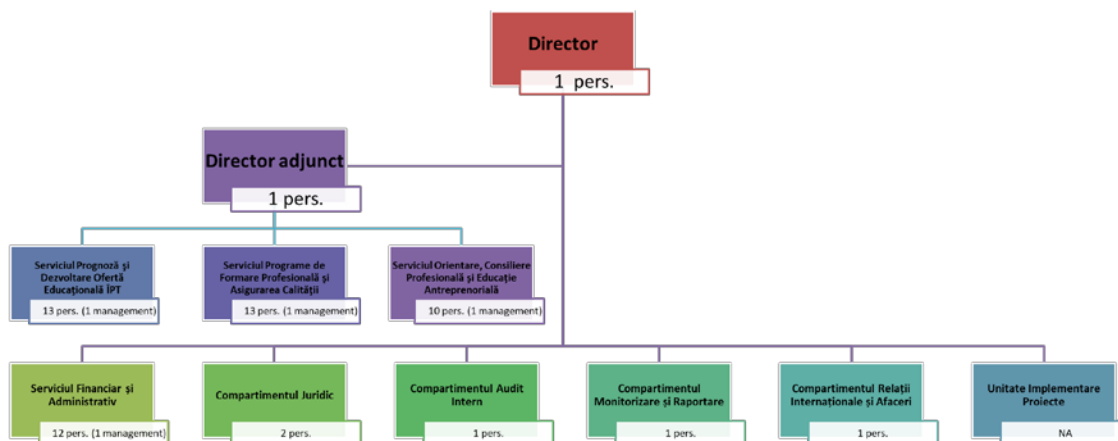 Director
1 pers.
Director adjunct
1 pers.
Serviciul Prognoză și
Dezvoltare Ofertă
Educațională ÎPT
13 pers. (1 management)
Serviciul Programe de
Formare Profesională și
Asigurarea Calității
13 pers. (1 management)
Serviciul Orientare, Consiliere
Profesională și Educație
Antreprenorială
10 pers. (1 management)
Serviciul Financiar și
Administrativ
12 pers. (1 management)
Compartimentul Juridic
2 pers.
Compartimentul Audit
Intern
1 pers.
Compartimentul
Monitorizare și Raportare
1 pers.
Compartimentul Relații
Internaționale și Afaceri
1 pers.
Unitate Implementare
Proiecte
NA